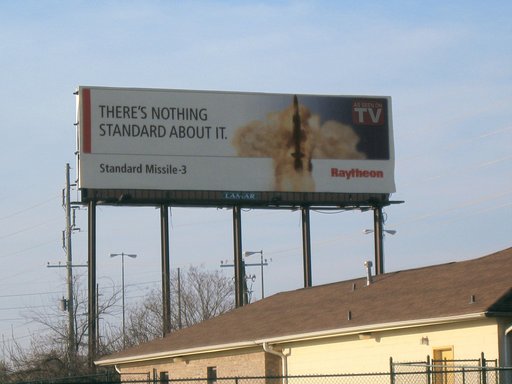 THERE'S NOTHING
STANDARD ABOUT IT.
Standard Missile-3
AS SEEN ON
TV
Raytheon
LAMAR